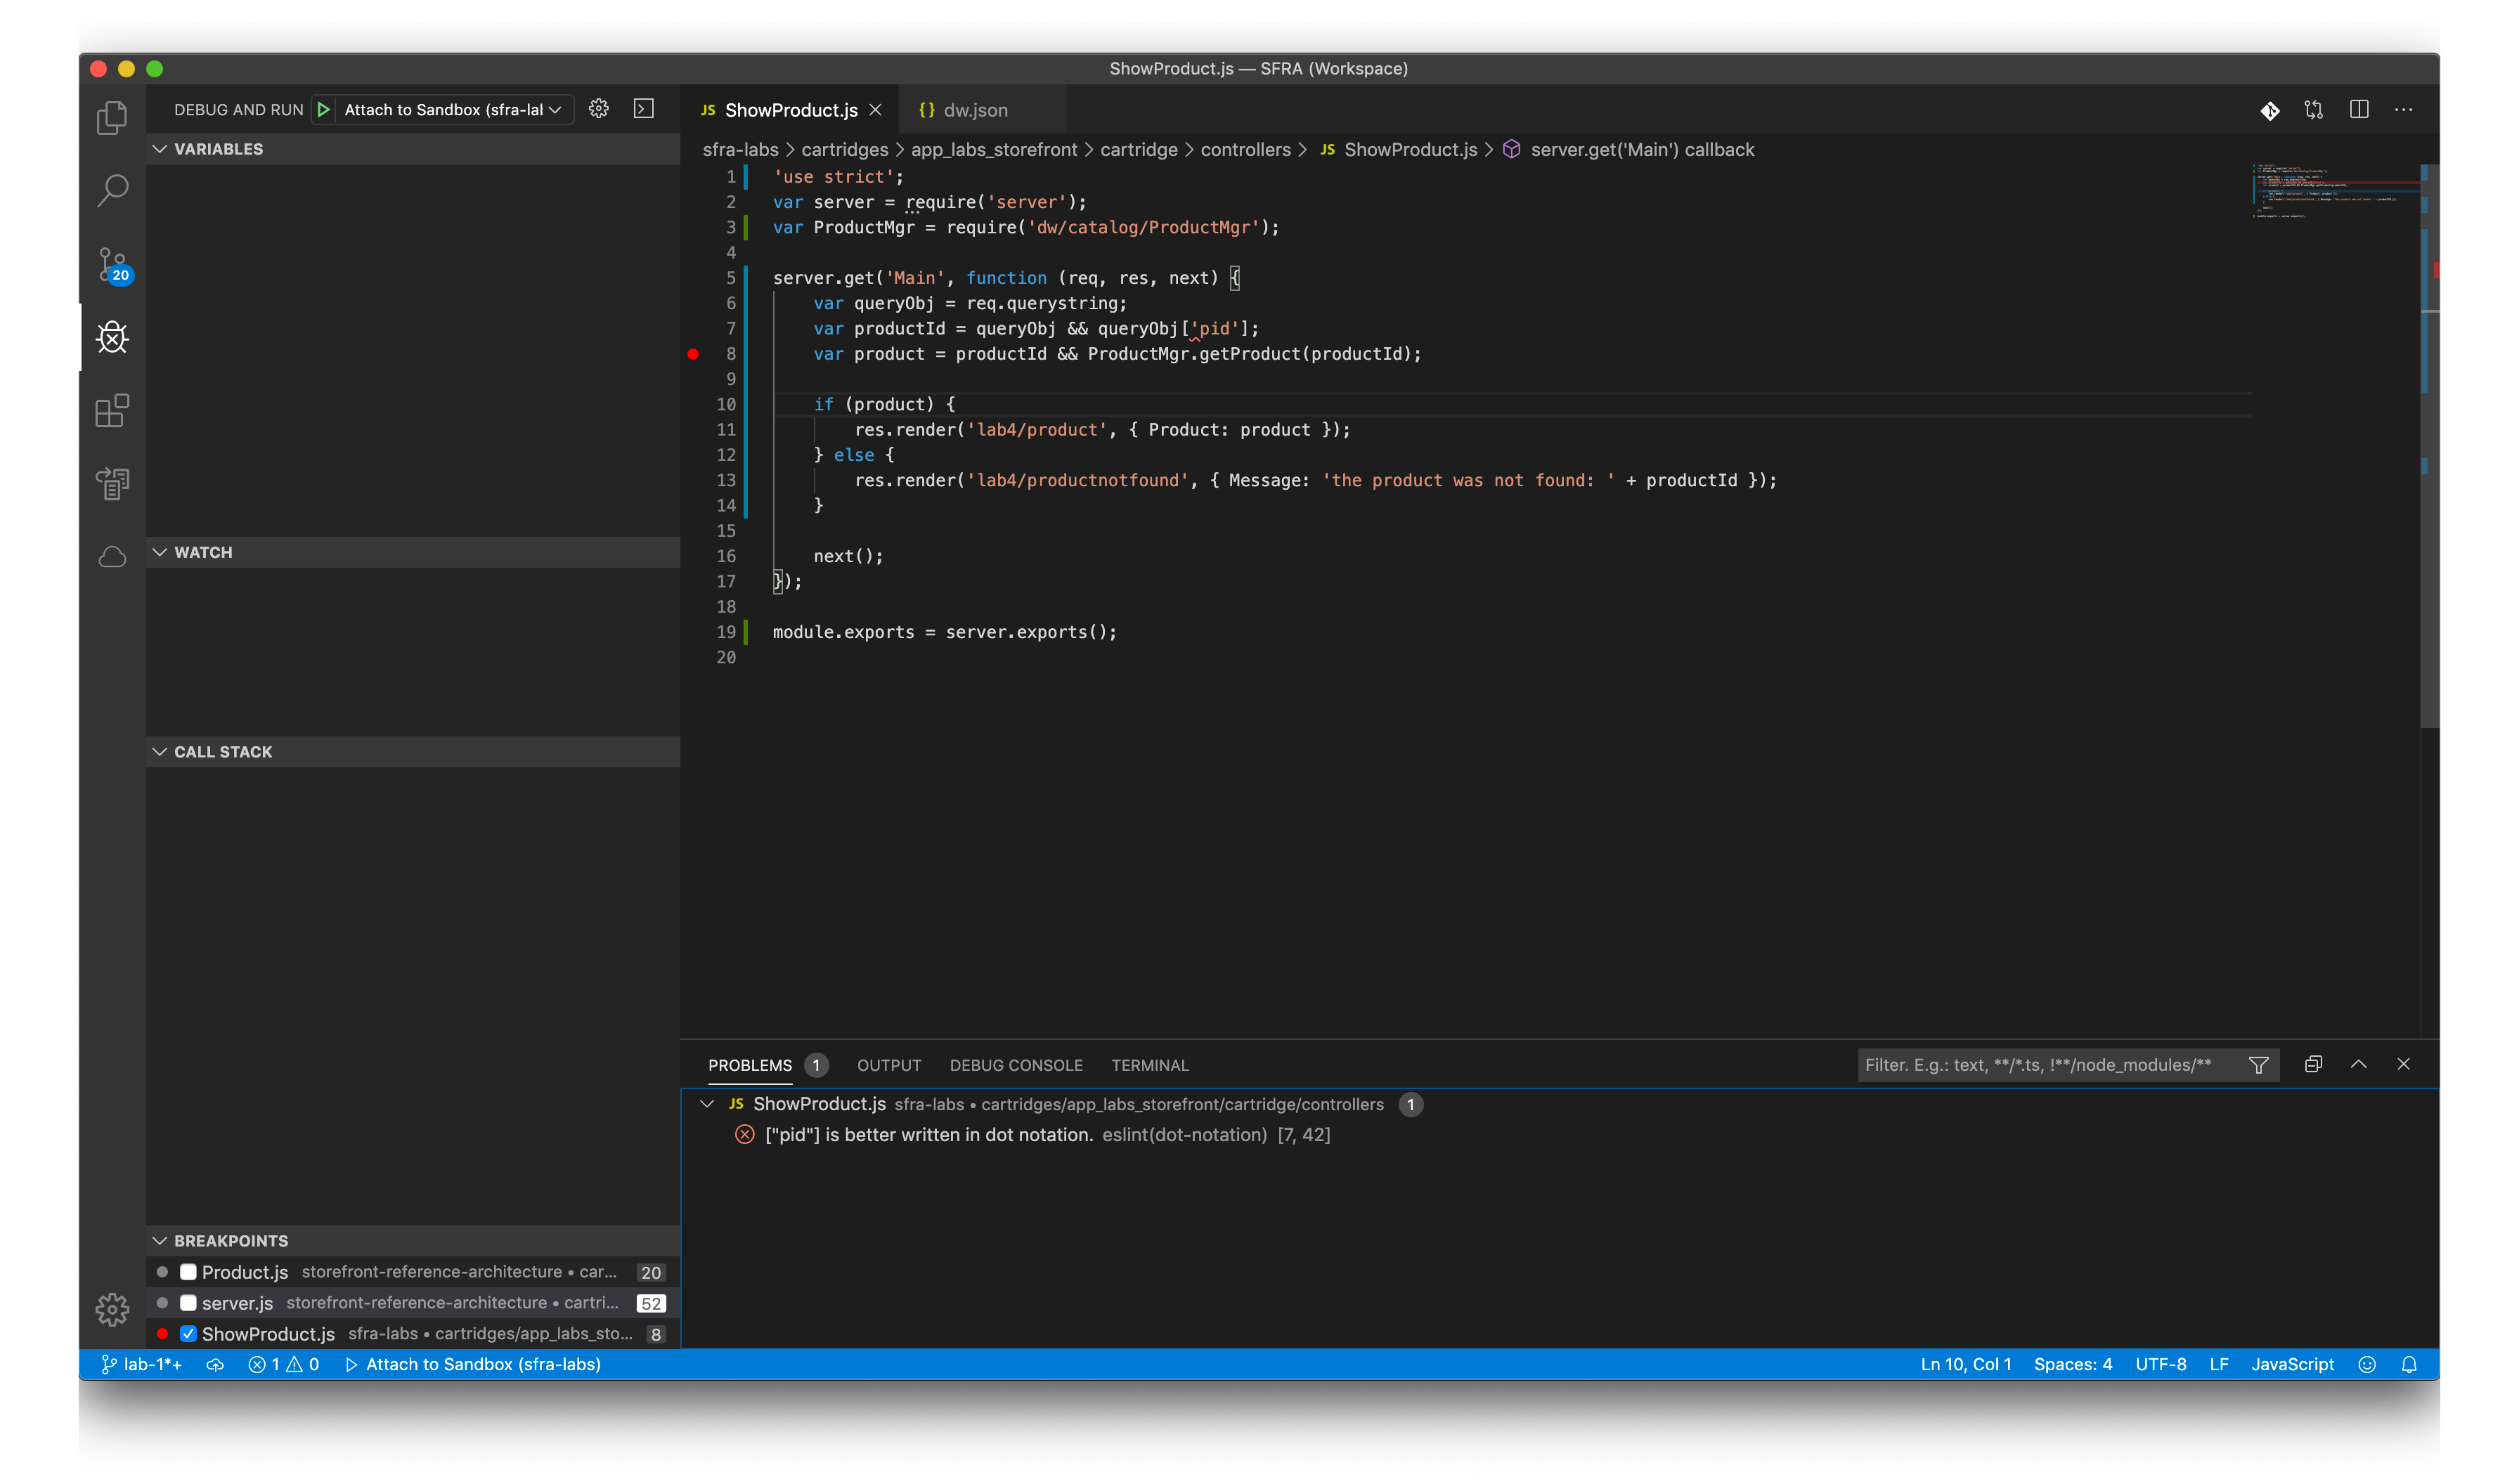 ShowProduct.js — SFRA (Workspace)
DEBUG AND RUN Attach to Sandbox (sfra-lal
JS ShowProduct.js {} dw.json
sfra-labs > cartridges > app_labs_storefront > cartridge > controllers > JS ShowProduct.js > server.get('Main') callback
20
VARIABLES
WATCH
CALL STACK
1 'use strict';
2 var server = require('server');
3 var ProductMgr = require('dw/catalog/ProductMgr');
4
5 server.get('Main', function (req, res, next) {
6 var queryObj = req.querystring;
7 var productId = queryObj && queryObj['pid'];
8 var product = productId && ProductMgr.getProduct(productId);
9
10 if (product) {
11 res.render('lab4/product', { Product: product });
12 } else {
13 res.render('lab4/productnotfound', { Message: 'the product was not found: ' + productId });
14 }
15
16 next();
17 });
18
19 module.exports = server.exports();
20
PROBLEMS 1 OUTPUT DEBUG CONSOLE TERMINAL Filter. E.g.: text, **/*.ts, !**/node_modules/**
JS ShowProduct.js sfra-labs • cartridges/app_labs_storefront/cartridge/controllers 1
["pid"] is better written in dot notation. eslint(dot-notation) [7, 42]
BREAKPOINTS
Product.js storefront-reference-architecture • car... 20
server.js storefront-reference-architecture • cartri... 52
ShowProduct.js sfra-labs • cartridges/app_labs_sto... 8
lab-1*+ 1 0 Attach to Sandbox (sfra-labs) Ln 10, Col 1 Spaces: 4 UTF-8 LF JavaScript